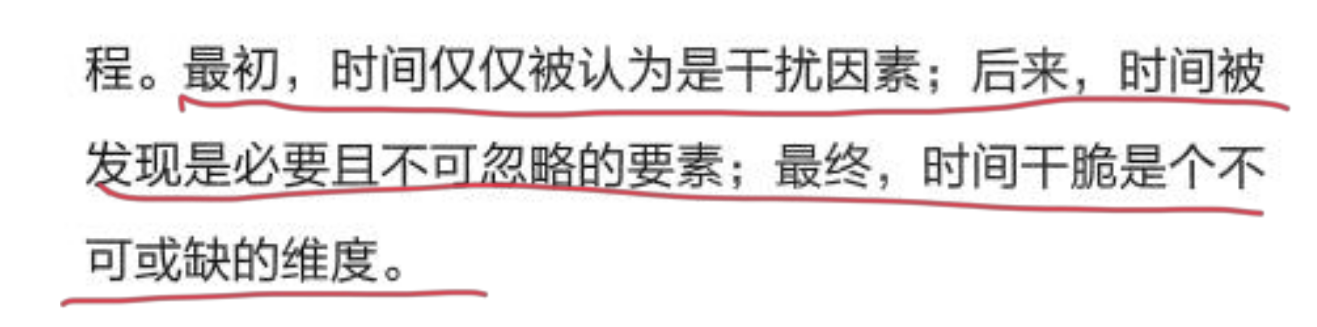 程。最初，时间仅仅被认为是干扰因素；后来，时间被
发现是必要且不可忽略的要素；最终，时间干脆是个不
可或缺的维度。